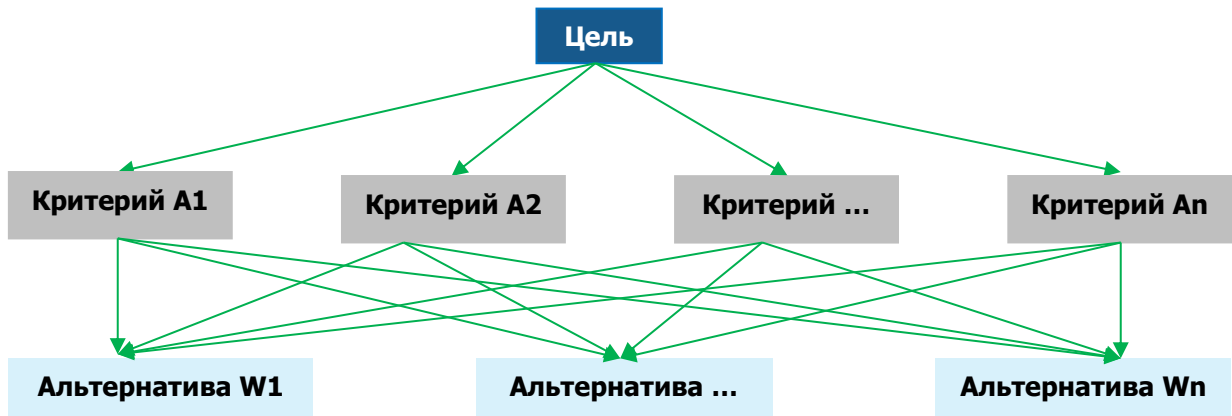 Цель
Критерий A1
Критерий A2
Критерий ...
Критерий An
Альтернатива W1
Альтернатива ...
Альтернатива Wn